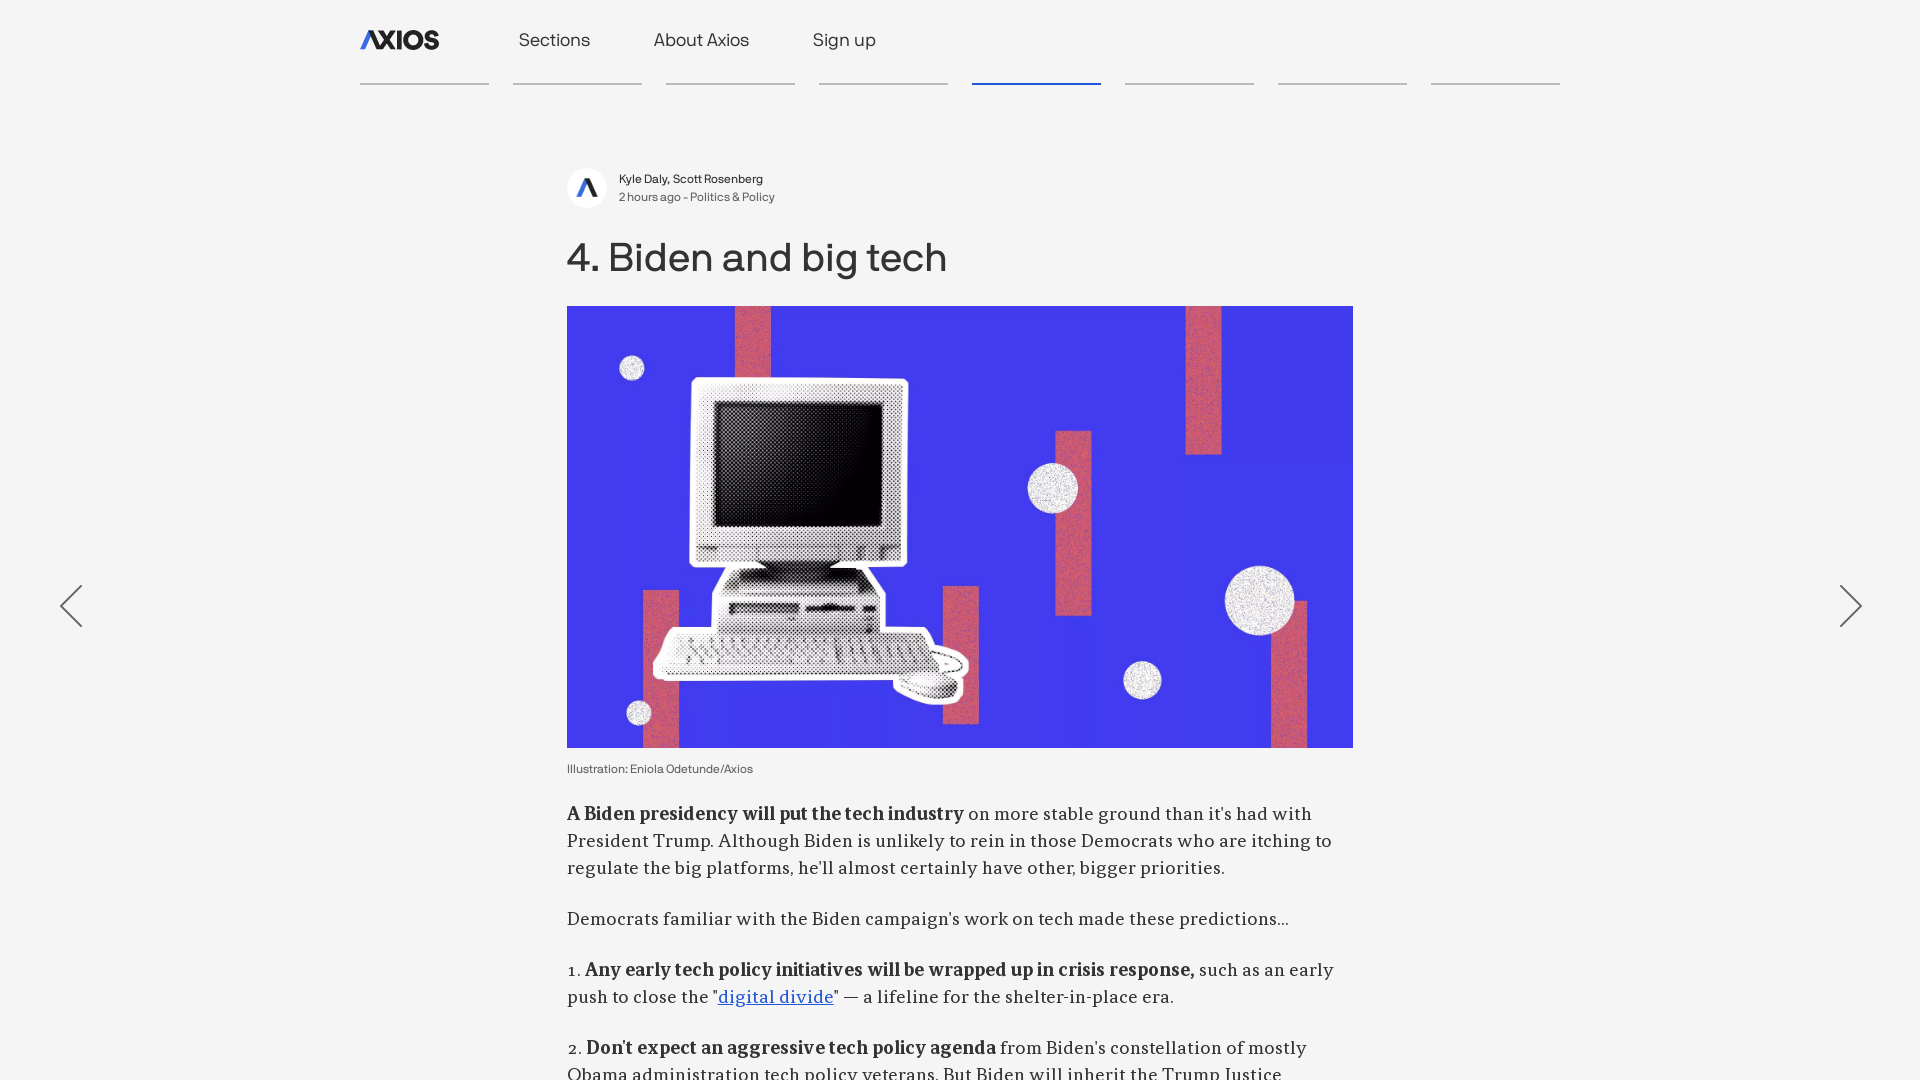 AXIOS
Sections
About Axios
Sign up
Kyle Daly, Scott Rosenberg
2 hours ago - Politics & Policy
4. Biden and big tech
Illustration: Eniola Odetunde/Axios
A Biden presidency will put the tech industry on more stable ground than it's had with
President Trump. Although Biden is unlikely to rein in those Democrats who are itching to
regulate the big platforms, he'll almost certainly have other, bigger priorities.
Democrats familiar with the Biden campaign's work on tech made these predictions...
1. Any early tech policy initiatives will be wrapped up in crisis response, such as an early
push to close the "digital divide" — a lifeline for the shelter-in-place era.
2. Don't expect an aggressive tech policy agenda from Biden's constellation of mostly
Obama administration tech policy veterans. But Biden will inherit the Trump Justice